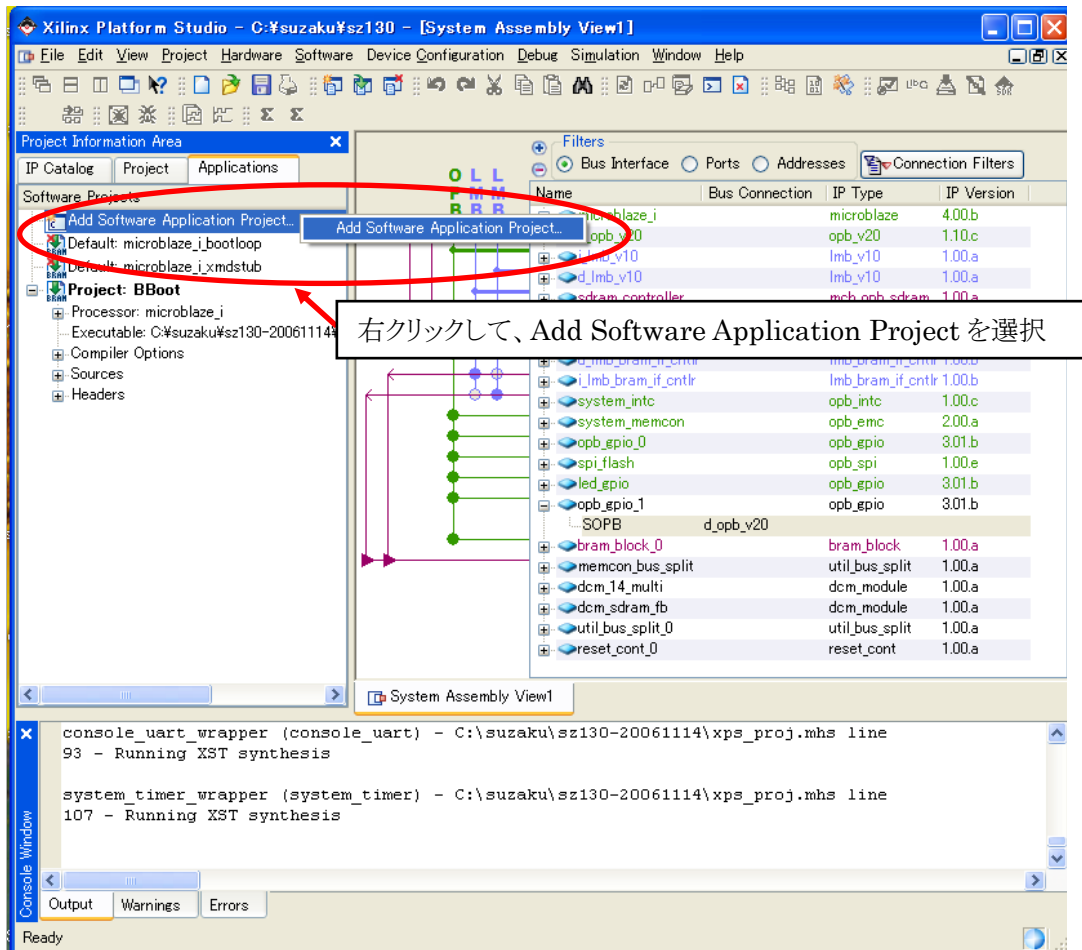 Xilinx Platform Studio - C:¥suzaku¥sz130 - [System Assembly View1]
File Edit View Project Hardware Software Device Configuration Debug Simulation Window Help
Project Information Area
IP Catalog Project Applications
Software Projects
Add Software Application Project...
Add Software Application Project...
Default: microblaze_i_bootloop
Default: microblaze_i_xmdstub
Project: BBoot
Processor: microblaze_i
Executable: C:¥suzaku¥sz130-20061114¥
Compiler Options
Sources
Headers
右クリックして、Add Software Application Project を選択
O L L
P M M
B B B
Filters
Bus Interface Ports Addresses Connection Filters
Name Bus Connection IP Type IP Version
microblaze_i microblaze 4.00.b
opb_v20 opb_v20 1.10.c
i_lmb_v10 lmb_v10 1.00.a
d_lmb_v10 lmb_v10 1.00.a
sdram_controller mch_opb_sdram 1.00.a
d_lmb_bram_if_cntlr lmb_bram_if_cntlr 1.00.b
i_lmb_bram_if_cntlr lmb_bram_if_cntlr 1.00.b
system_intc opb_intc 1.00.c
system_memcon opb_emc 2.00.a
opb_gpio_0 opb_gpio 3.01.b
spi_flash opb_spi 1.00.e
led_gpio opb_gpio 3.01.b
opb_gpio_1 opb_gpio 3.01.b
SOPB d_opb_v20
bram_block_0 bram_block 1.00.a
memcon_bus_split util_bus_split 1.00.a
dcm_14_multi dcm_module 1.00.a
dcm_sdram_fb dcm_module 1.00.a
util_bus_split_0 util_bus_split 1.00.a
reset_cont_0 reset_cont 1.00.a
System Assembly View1
console_uart_wrapper (console_uart) - C:\suzaku\sz130-20061114\xps_proj.mhs line
93 - Running XST synthesis
system_timer_wrapper (system_timer) - C:\suzaku\sz130-20061114\xps_proj.mhs line
107 - Running XST synthesis
Console Window
Output Warnings Errors
Ready